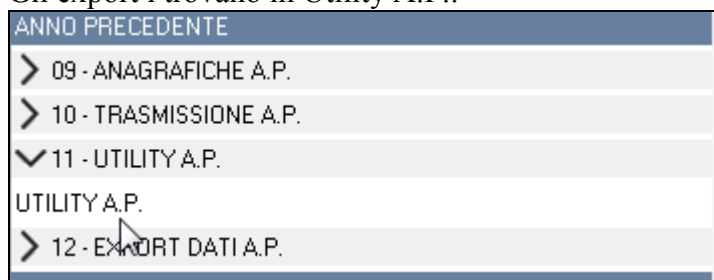 ANNO PRECEDENTE
09 - ANAGRAFICHE A.P.
10 - TRASMISSIONE A.P.
11 - UTILITY A.P.
UTILITY A.P.
12 - EXPORT DATI A.P.